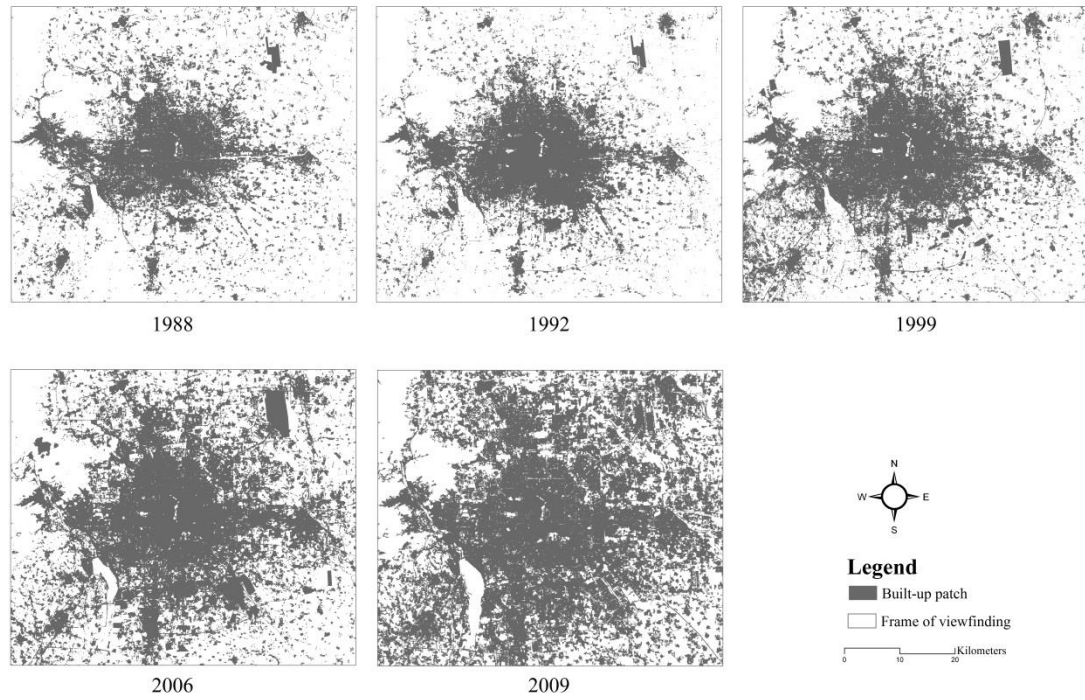 1988
1992
1999
2006
2009
N
W E
S
Legend
Built-up patch
Frame of viewfinding
Kilometers
0 10 20